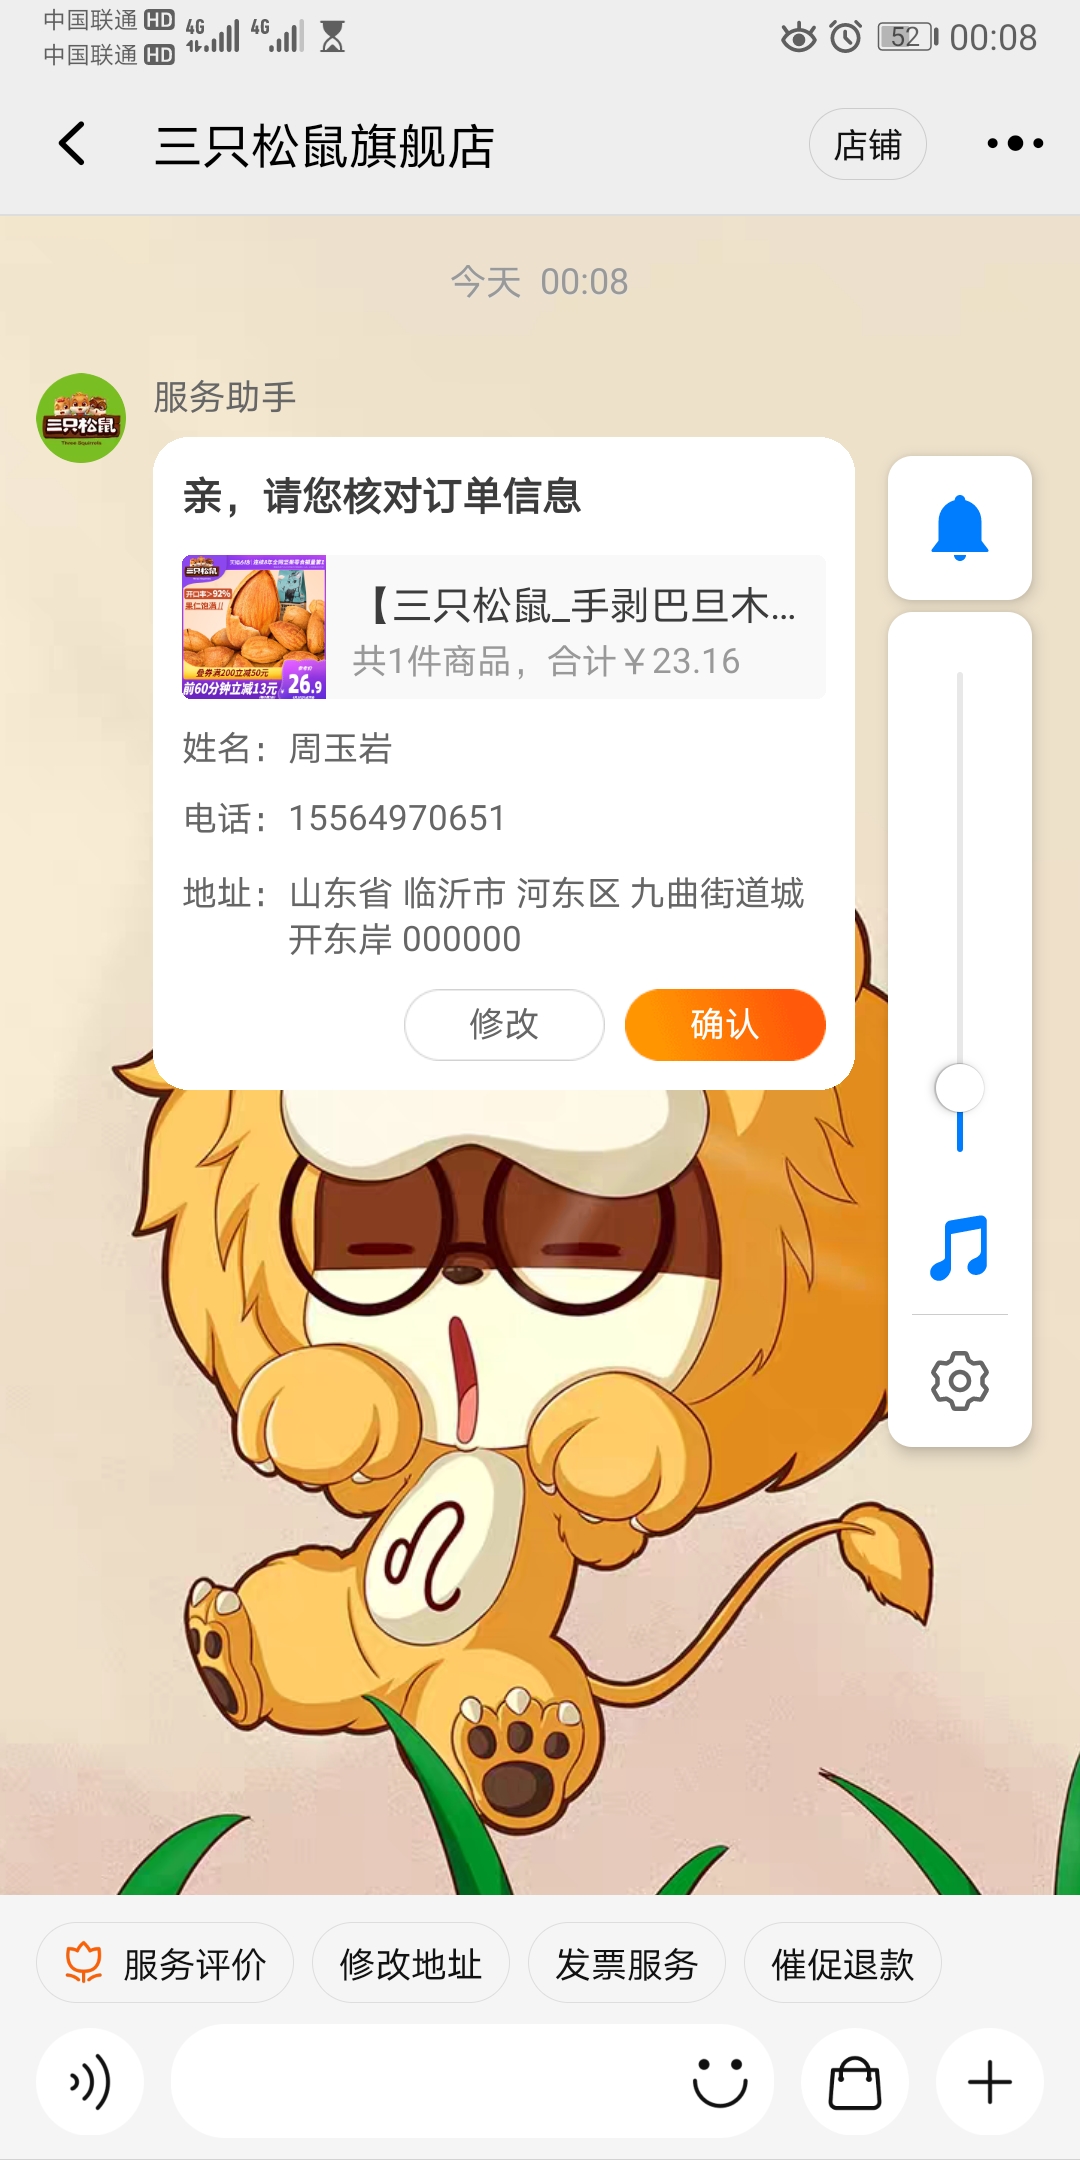 中国联通 HD 4G 4G 52 00:08
中国联通 HD
三只松鼠旗舰店 店铺
今天 00:08
服务助手
三只松鼠
Three Squirrels
亲，请您核对订单信息
三只松鼠
开口率>92%
果仁饱满!!
叠券满200立减50元
前60分钟立减13元
参考价
26.9
【三只松鼠_手剥巴旦木...
共1件商品，合计￥23.16
姓名： 周玉岩
电话： 15564970651
地址： 山东省 临沂市 河东区 九曲街道城
开东岸 000000
修改 确认
服务评价 修改地址 发票服务 催促退款